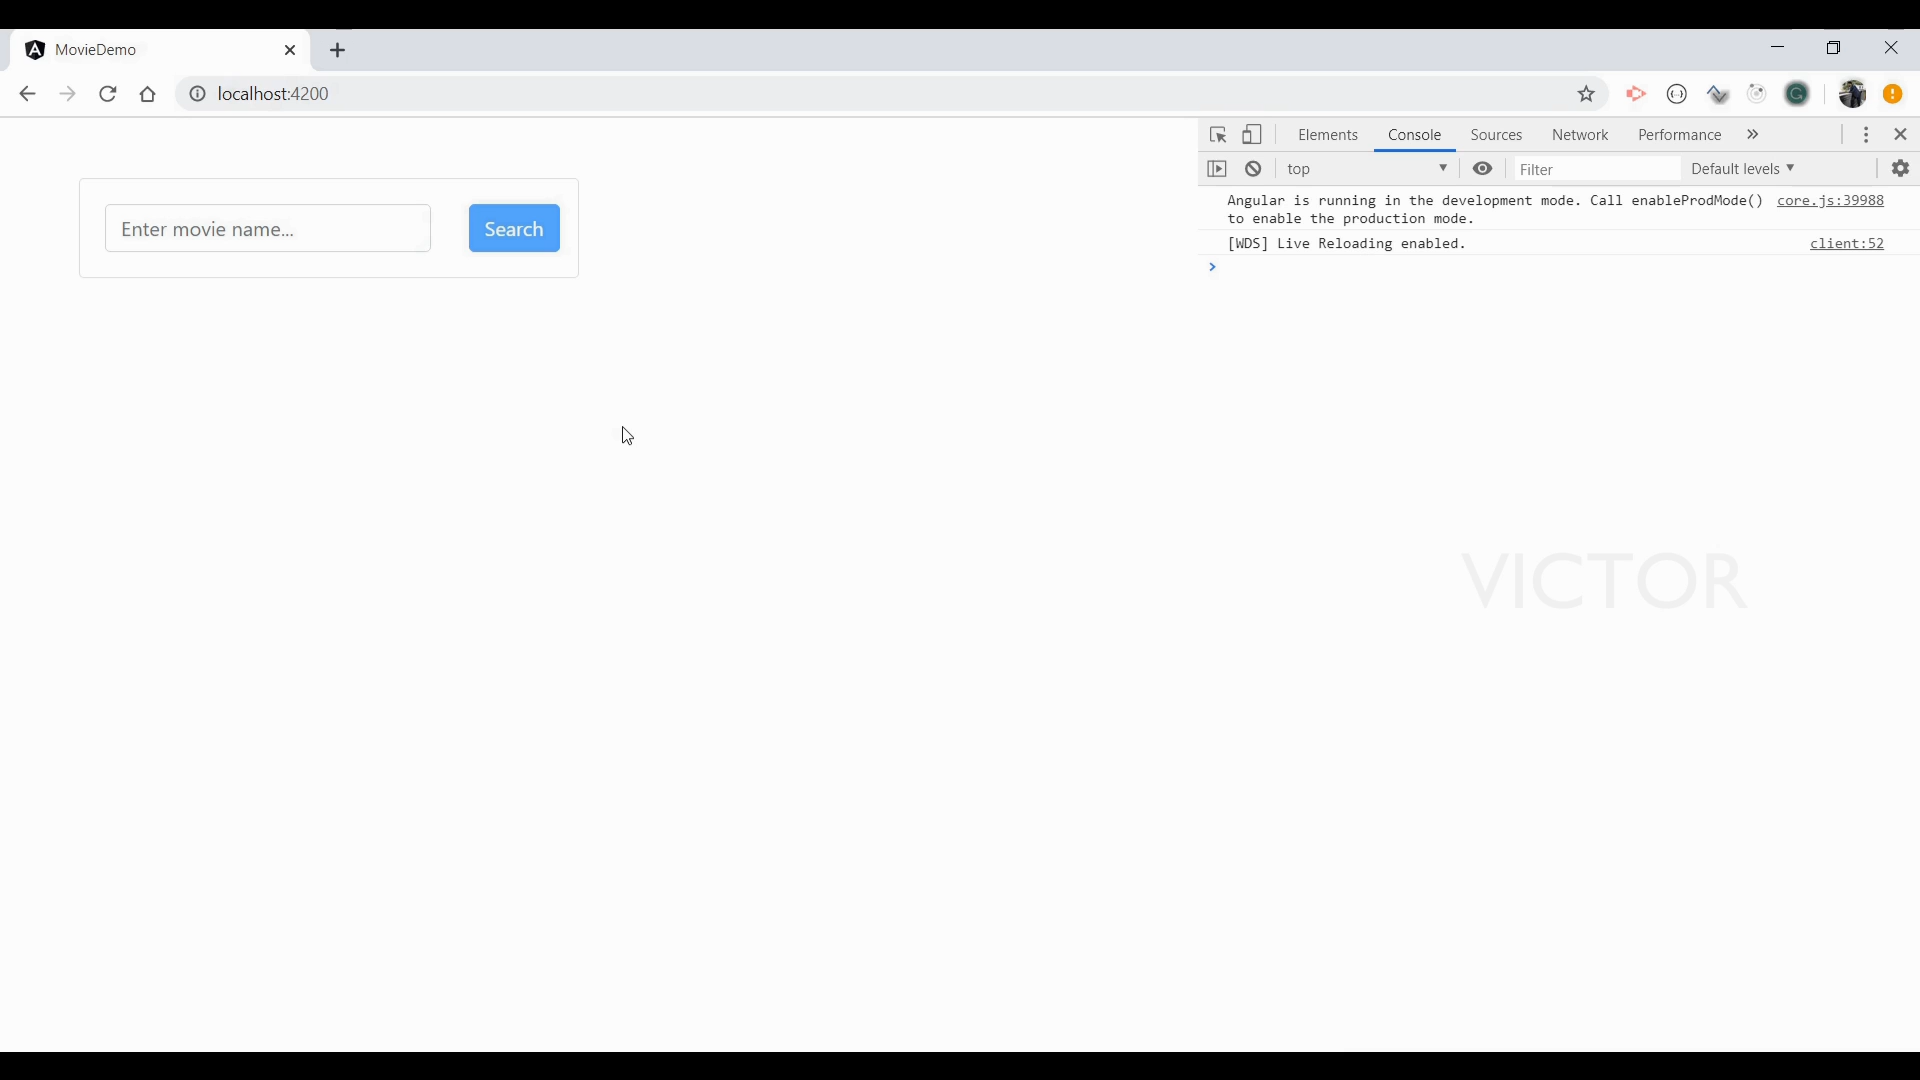 MovieDemo
localhost:4200
Elements Console Sources Network Performance »
top Filter Default levels
Enter movie name... Search
Angular is running in the development mode. Call enableProdMode() core.js:39988
to enable the production mode.
[WDS] Live Reloading enabled. client:52
VICTOR